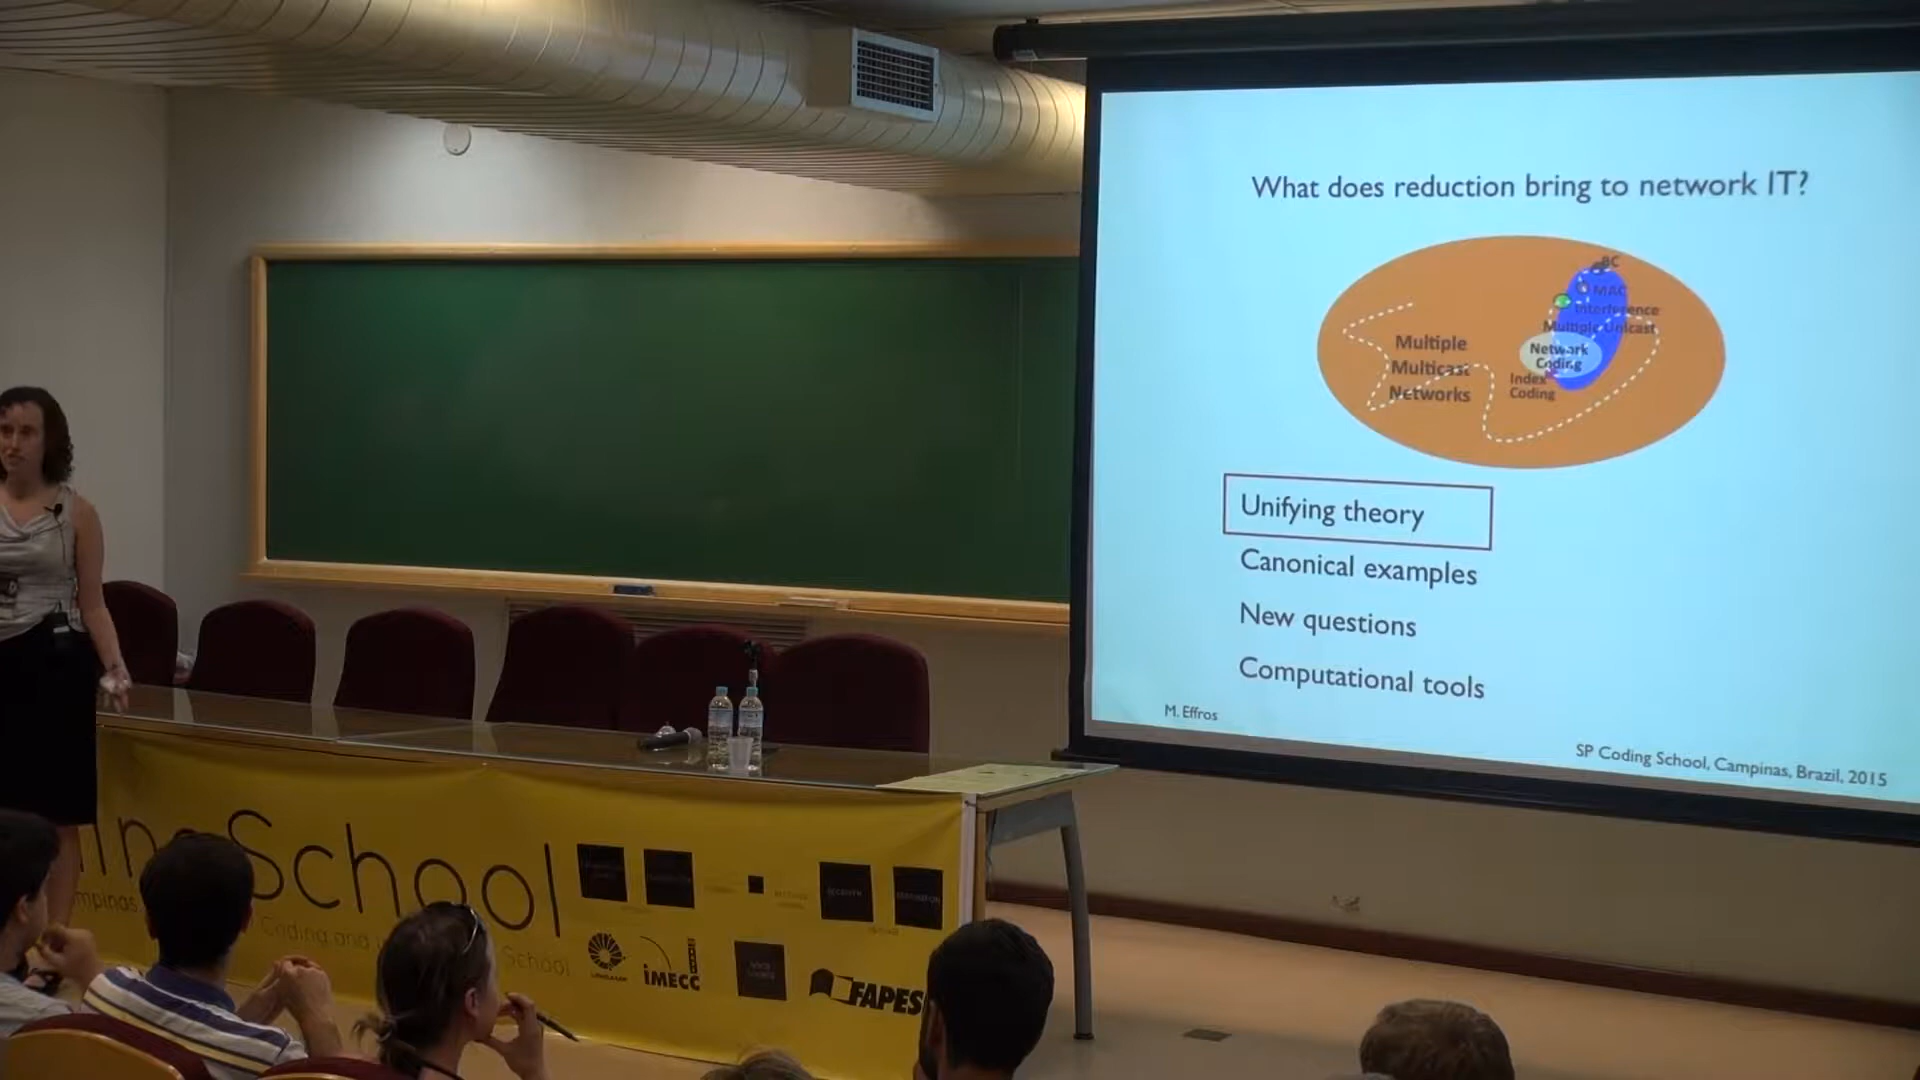 What does reduction bring to network IT?
BC
MAC
Interference
Multiple Unicast
Multiple
Multicast
Networks
Network
Coding
Index
Coding
Unifying theory
Canonical examples
New questions
Computational tools
M. Effros
SP Coding School, Campinas, Brazil, 2015
School
Coding and
School
IMECC
FAPES